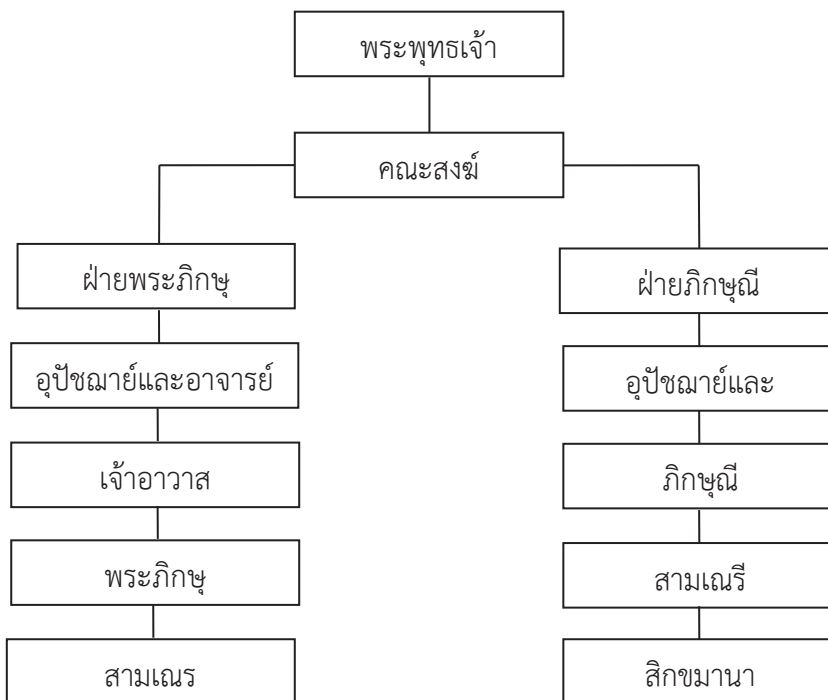 พระพุทธเจ้า
คณะสงฆ์
ฝ่ายพระภิกษุ
อุปัชฌาย์และอาจารย์
เจ้าอาวาส
พระภิกษุ
สามเณร
ฝ่ายภิกษุณี
อุปัชฌาย์และ
ภิกษุณี
สามเณรี
สิกขมานา